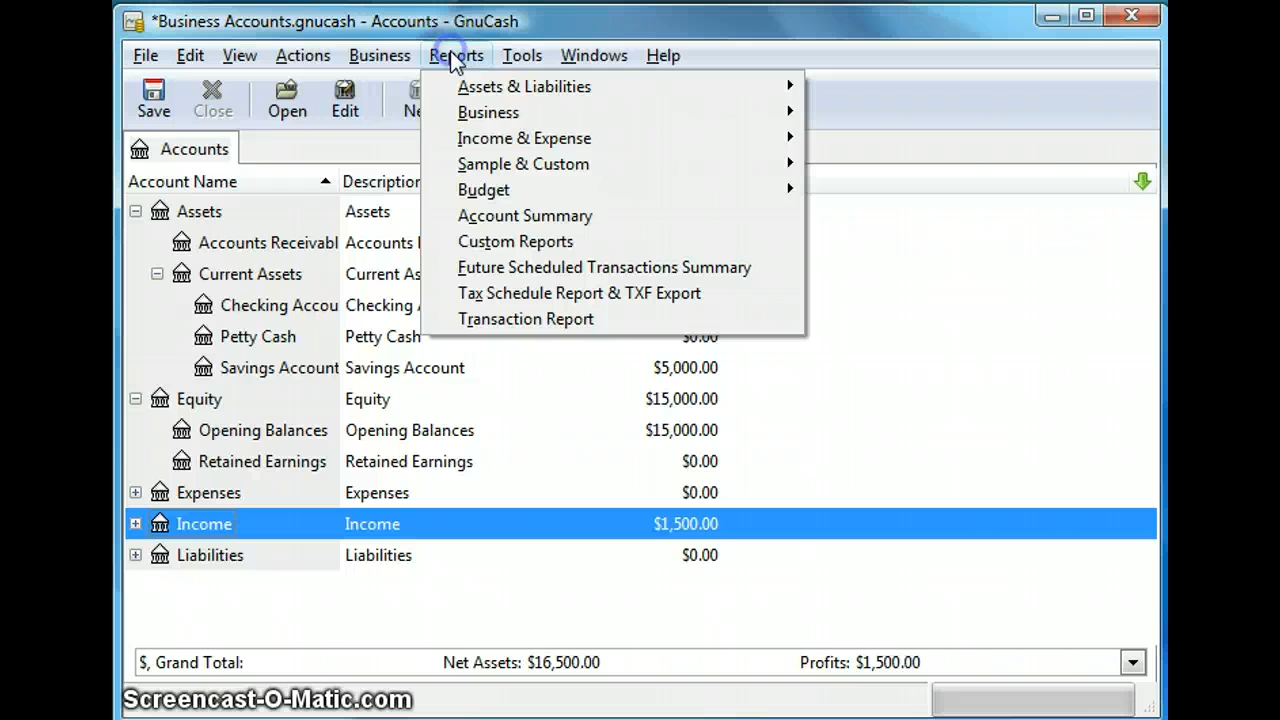 *Business Accounts.gnucash - Accounts - GnuCash
File Edit View Actions Business Reports Tools Windows Help
Save Close Open Edit
Assets & Liabilities
Business
Income & Expense
Sample & Custom
Budget
Account Summary
Custom Reports
Future Scheduled Transactions Summary
Tax Schedule Report & TXF Export
Transaction Report
Accounts
Account Name Description
Assets Assets
Accounts Receivabl Accounts
Current Assets Current As
Checking Accou Checking
Petty Cash Petty Cash $0.00
Savings Account Savings Account $5,000.00
Equity Equity $15,000.00
Opening Balances Opening Balances $15,000.00
Retained Earnings Retained Earnings $0.00
Expenses Expenses $0.00
Income Income $1,500.00
Liabilities Liabilities $0.00
$, Grand Total: Net Assets: $16,500.00 Profits: $1,500.00
Screencast-O-Matic.com